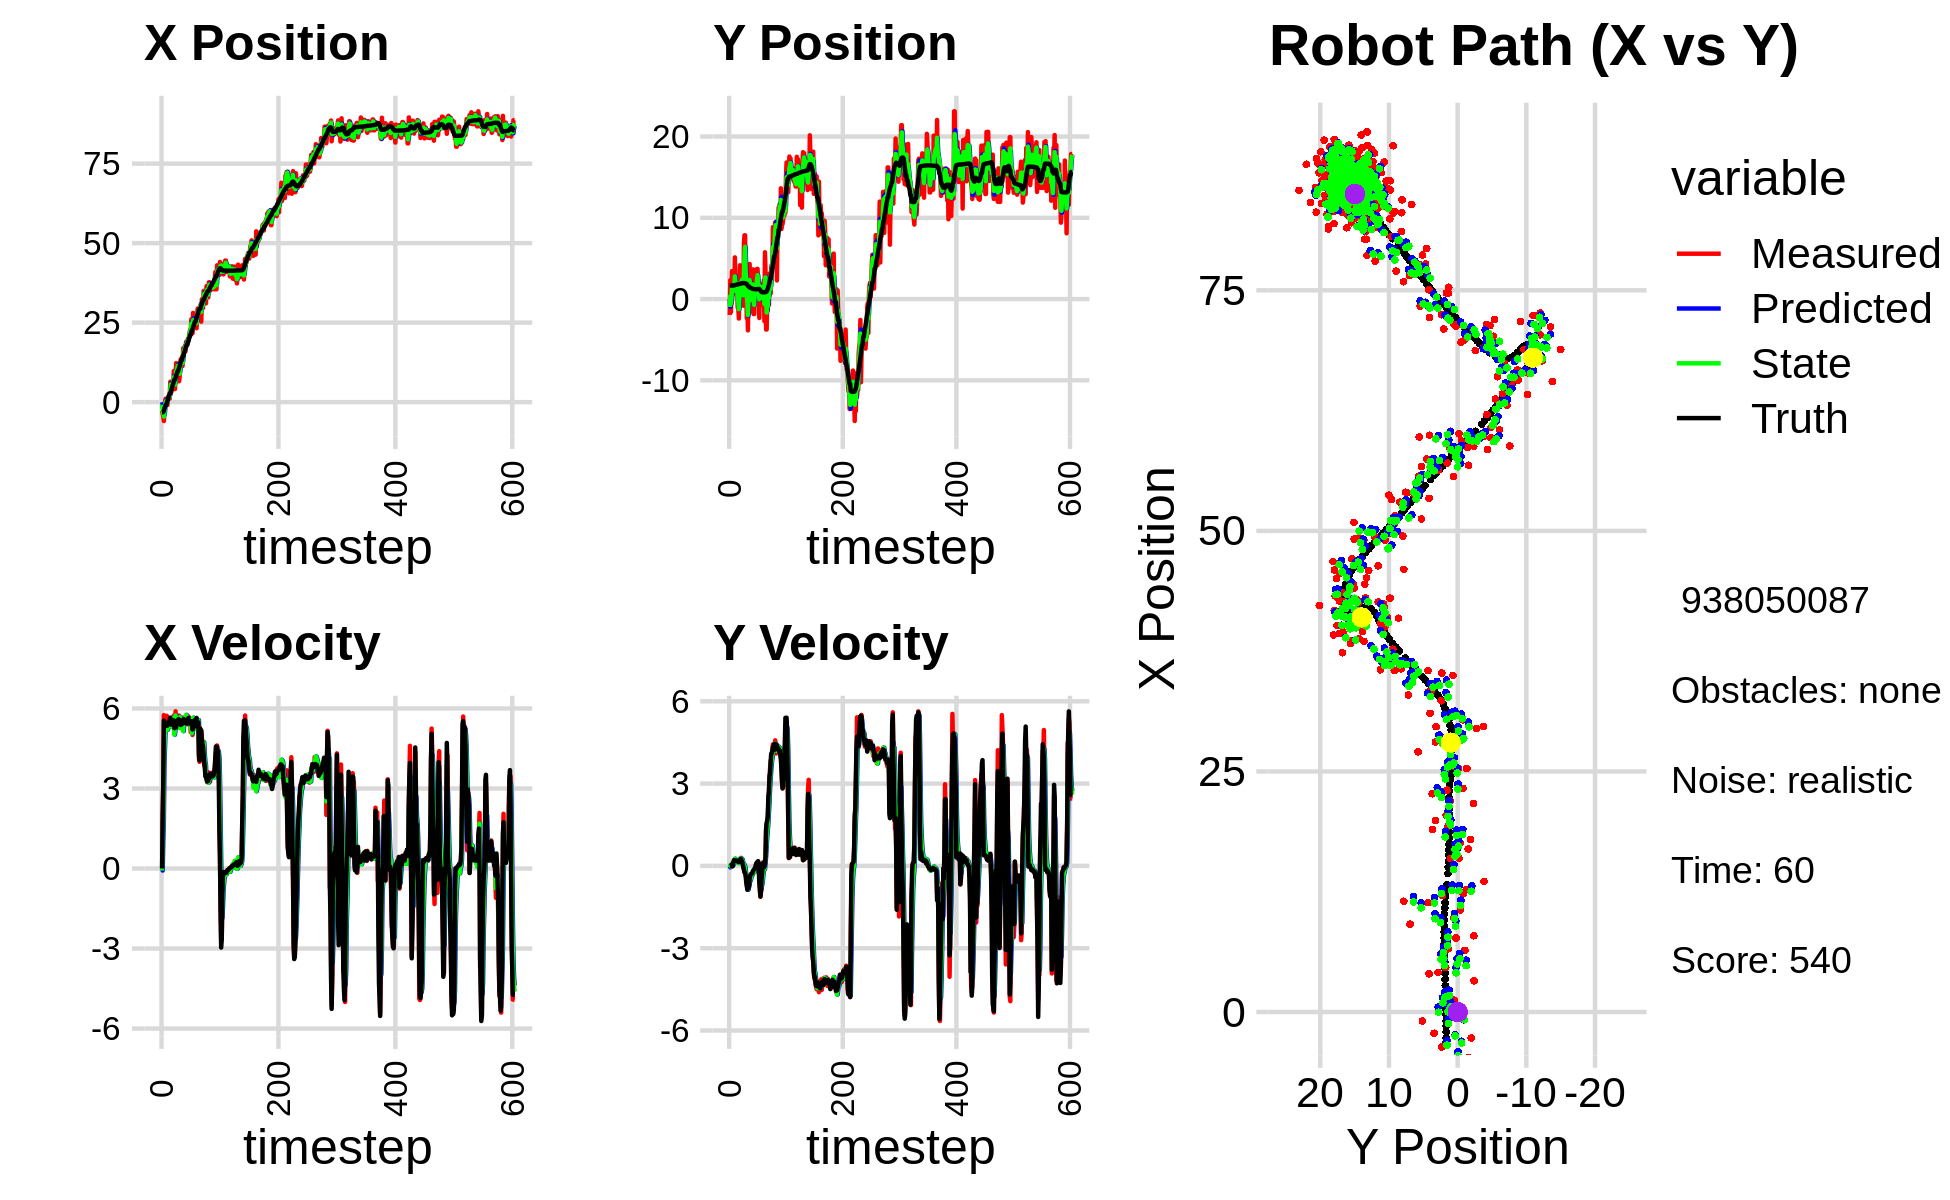 X Position
75
50
25
0
0
200
400
600
timestep
Y Position
20
10
0
-10
0
200
400
600
timestep
X Velocity
6
3
0
-3
-6
0
200
400
600
timestep
Y Velocity
6
3
0
-3
-6
0
200
400
600
timestep
Robot Path (X vs Y)
X Position
75
50
25
0
20 10 0 -10 -20
Y Position
variable
Measured
Predicted
State
Truth
938050087
Obstacles: none
Noise: realistic
Time: 60
Score: 540